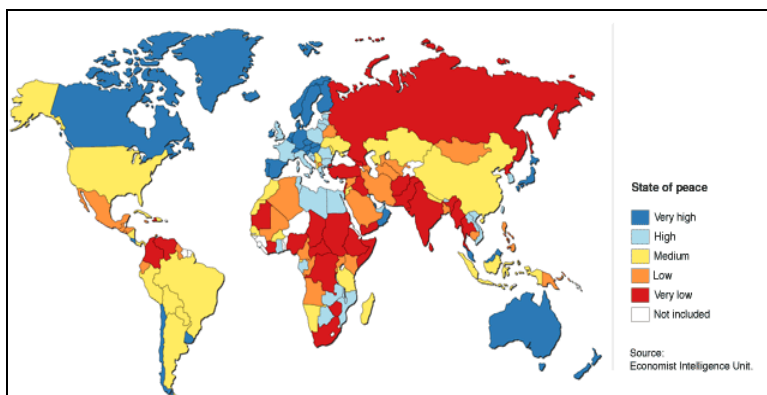 State of peace
Very high
High
Medium
Low
Very low
Not included
Source:
Economist Intelligence Unit.